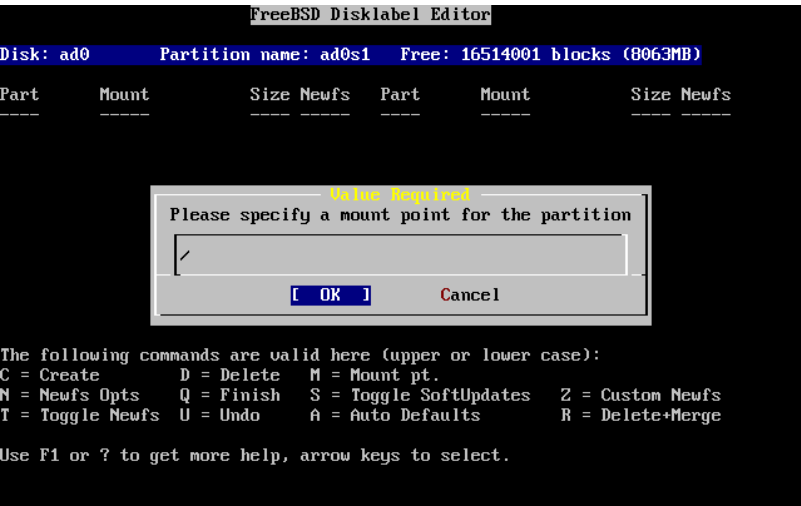 FreeBSD Disklabel Editor
Disk: ad0 Partition name: ad0s1 Free: 16514001 blocks (8063MB)
Part Mount Size Newfs Part Mount Size Newfs
---- ----- ---- ----- ---- ----- ---- -----
Value Required
Please specify a mount point for the partition
/
[ OK ] Cancel
The following commands are valid here (upper or lower case):
C = Create D = Delete M = Mount pt.
N = Newfs Opts Q = Finish S = Toggle SoftUpdates Z = Custom Newfs
T = Toggle Newfs U = Undo A = Auto Defaults R = Delete+Merge
Use F1 or ? to get more help, arrow keys to select.